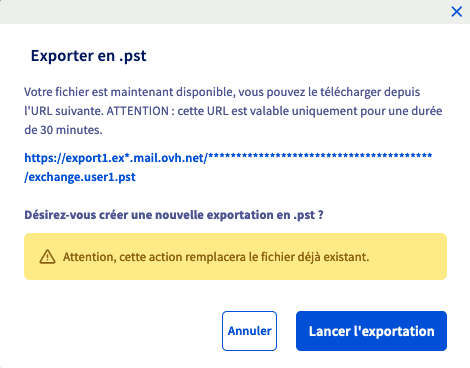 Exporter en .pst
Votre fichier est maintenant disponible, vous pouvez le télécharger depuis
l'URL suivante. ATTENTION : cette URL est valable uniquement pour une durée
de 30 minutes.
https://export1.ex*.mail.ovh.net/****************************************
/exchange.user1.pst
Désirez-vous créer une nouvelle exportation en .pst ?
Attention, cette action remplacera le fichier déjà existant.
Annuler
Lancer l'exportation